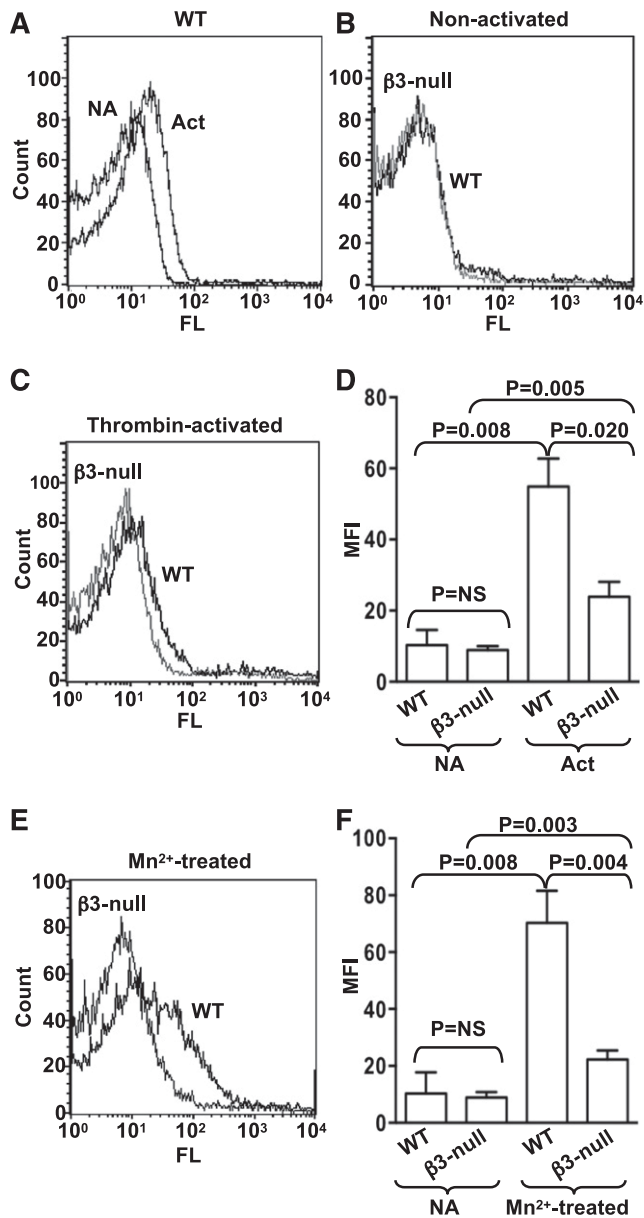 A
WT
100
80
60
40
20
0
Count
NA
Act
10⁰ 10¹ 10² 10³ 10⁴
FL
B
Non-activated
β3-null
100
80
60
40
20
0
Count
WT
10⁰ 10¹ 10² 10³ 10⁴
FL
C
Thrombin-activated
β3-null
100
80
60
40
20
0
Count
WT
10⁰ 10¹ 10² 10³ 10⁴
FL
D
P=0.005
P=0.008
P=0.020
P=NS
80
60
40
20
0
MFI
WT
β3-null
WT
β3-null
NA
Act
E
Mn²⁺-treated
β3-null
100
80
60
40
20
0
Count
WT
10⁰ 10¹ 10² 10³ 10⁴
FL
F
P=0.003
P=0.008
P=0.004
P=NS
100
80
60
40
20
0
MFI
WT
β3-null
WT
β3-null
NA
Mn²⁺-treated